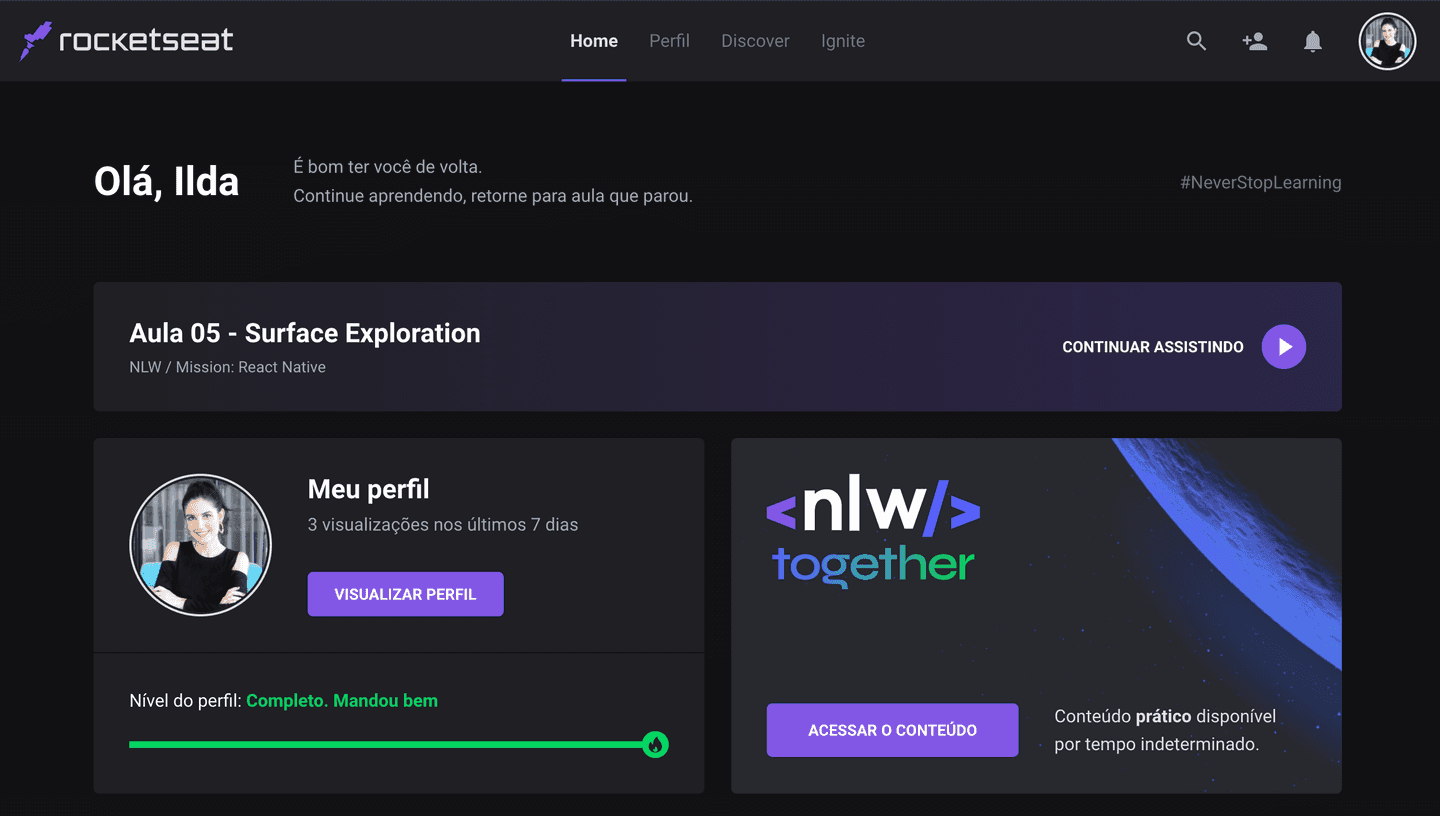 rocketseat
Home
Perfil
Discover
Ignite
Olá, Ilda
É bom ter você de volta.
Continue aprendendo, retorne para aula que parou.
#NeverStopLearning
Aula 05 - Surface Exploration
NLW / Mission: React Native
CONTINUAR ASSISTINDO
Meu perfil
3 visualizações nos últimos 7 dias
VISUALIZAR PERFIL
Nível do perfil: Completo. Mandou bem
<nlw/>
together
ACESSAR O CONTEÚDO
Conteúdo prático disponível
por tempo indeterminado.